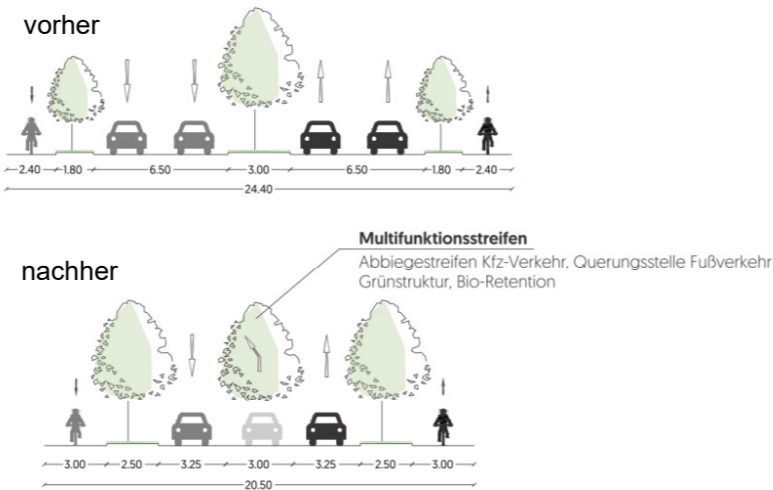 vorher
2.40 1.80 6.50 3.00 6.50 1.80 2.40
24.40
Multifunktionsstreifen
Abbiegestreifen Kfz-Verkehr, Querungsstelle Fußverkehr
Grünstruktur, Bio-Retention
nachher
3.00 2.50 3.25 3.00 3.25 2.50 3.00
20.50